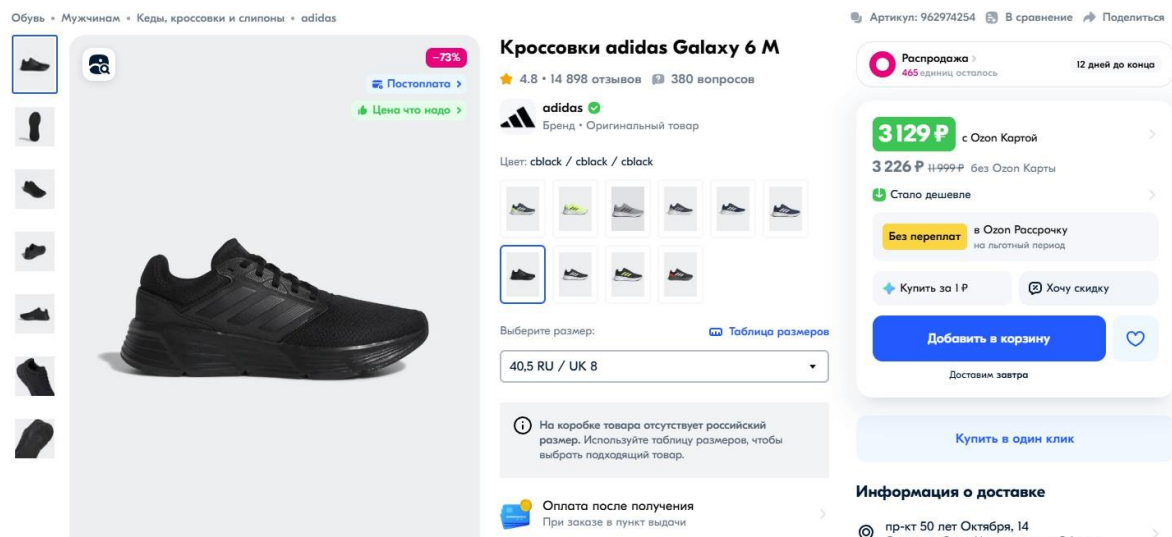 Обувь • Мужчинам • Кеды, кроссовки и слипоны • adidas
Артикул: 962974254 В сравнение Поделиться
−73%
Постоплата
Цена что надо
Кроссовки adidas Galaxy 6 M
4.8 • 14 898 отзывов 380 вопросов
adidas
Бренд • Оригинальный товар
Цвет: cblack / cblack / cblack
Выберите размер: Таблица размеров
40,5 RU / UK 8
На коробке товара отсутствует российский
размер. Используйте таблицу размеров, чтобы
выбрать подходящий товар.
Оплата после получения
При заказе в пункт выдачи
Распродажа
465 единиц осталось
12 дней до конца
3 129 ₽ с Ozon Картой
3 226 ₽ 11 999 ₽ без Ozon Карты
Стало дешевле
Без переплат
в Ozon Рассрочку
на льготный период
Купить за 1 ₽
Хочу скидку
Добавить в корзину
Доставим завтра
Купить в один клик
Информация о доставке
пр-кт 50 лет Октября, 14